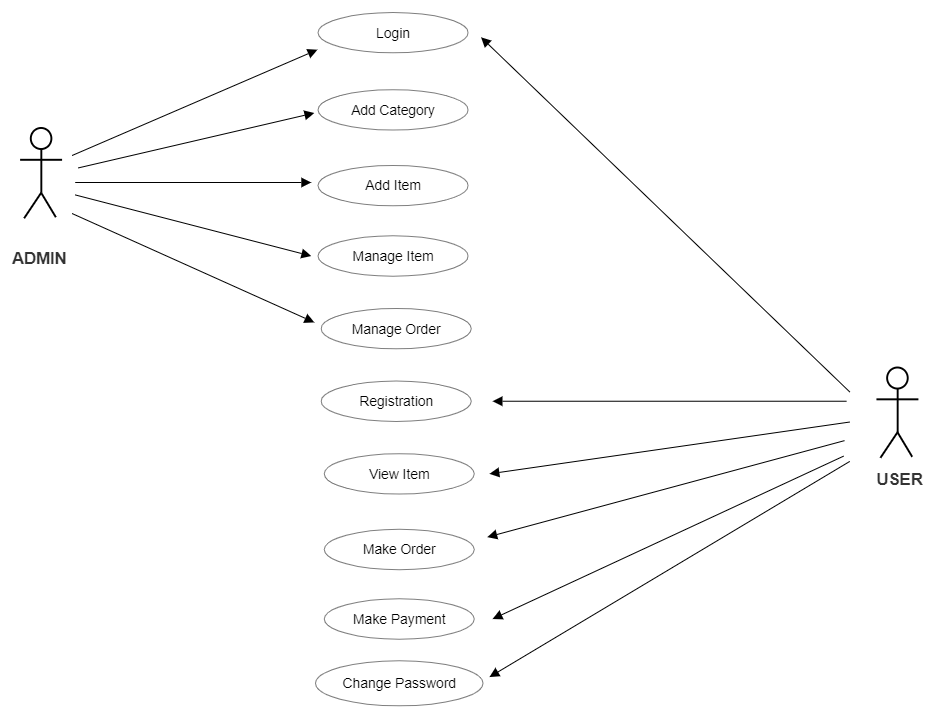 Login
Add Category
Add Item
ADMIN
Manage Item
Manage Order
Registration
View Item
USER
Make Order
Make Payment
Change Password